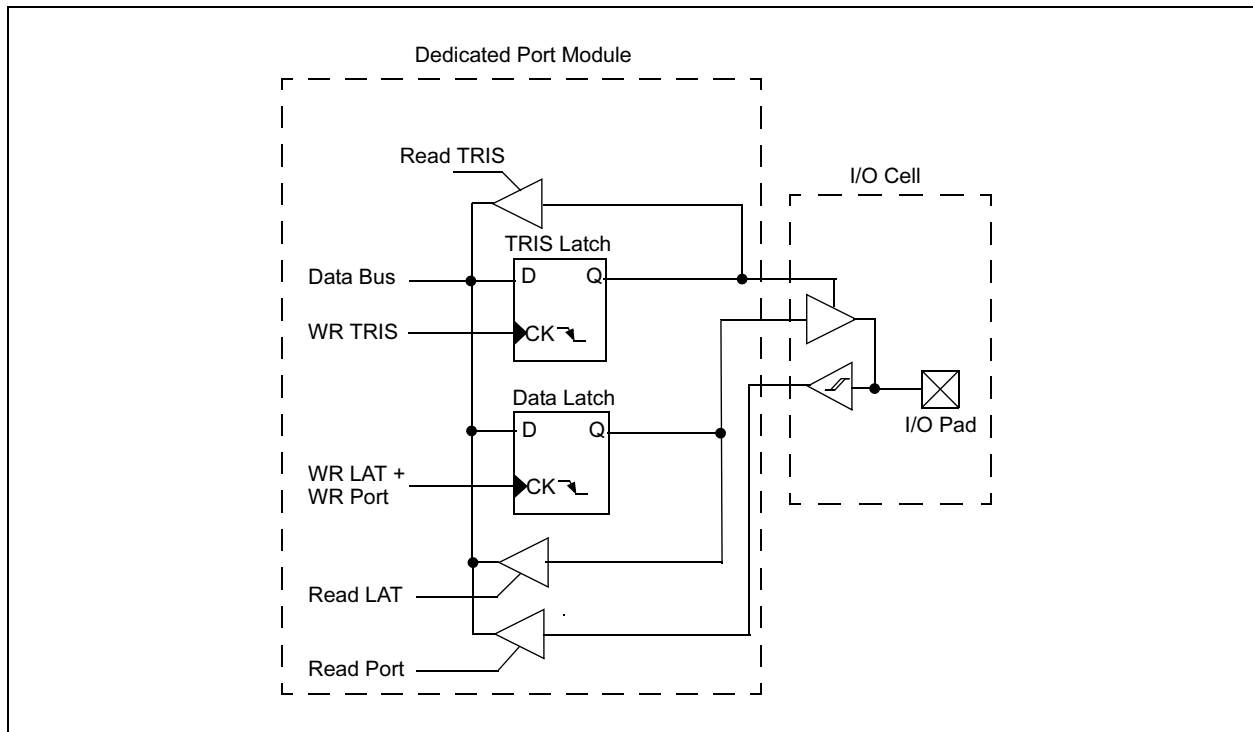 Dedicated Port Module
Read TRIS
I/O Cell
TRIS Latch
Data Bus
D
Q
WR TRIS
CK
Data Latch
D
Q
I/O Pad
WR LAT +
WR Port
CK
Read LAT
Read Port